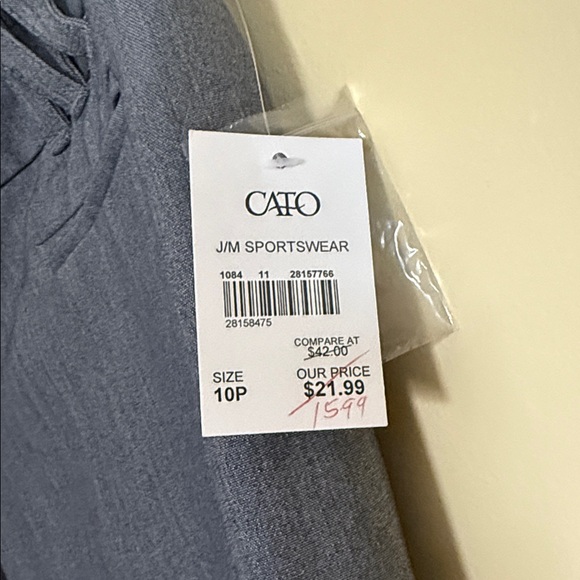 CATO
J/M SPORTSWEAR
1084 11 28157766
28158475
COMPARE AT
$42.00
SIZE OUR PRICE
10P $21.99
1599